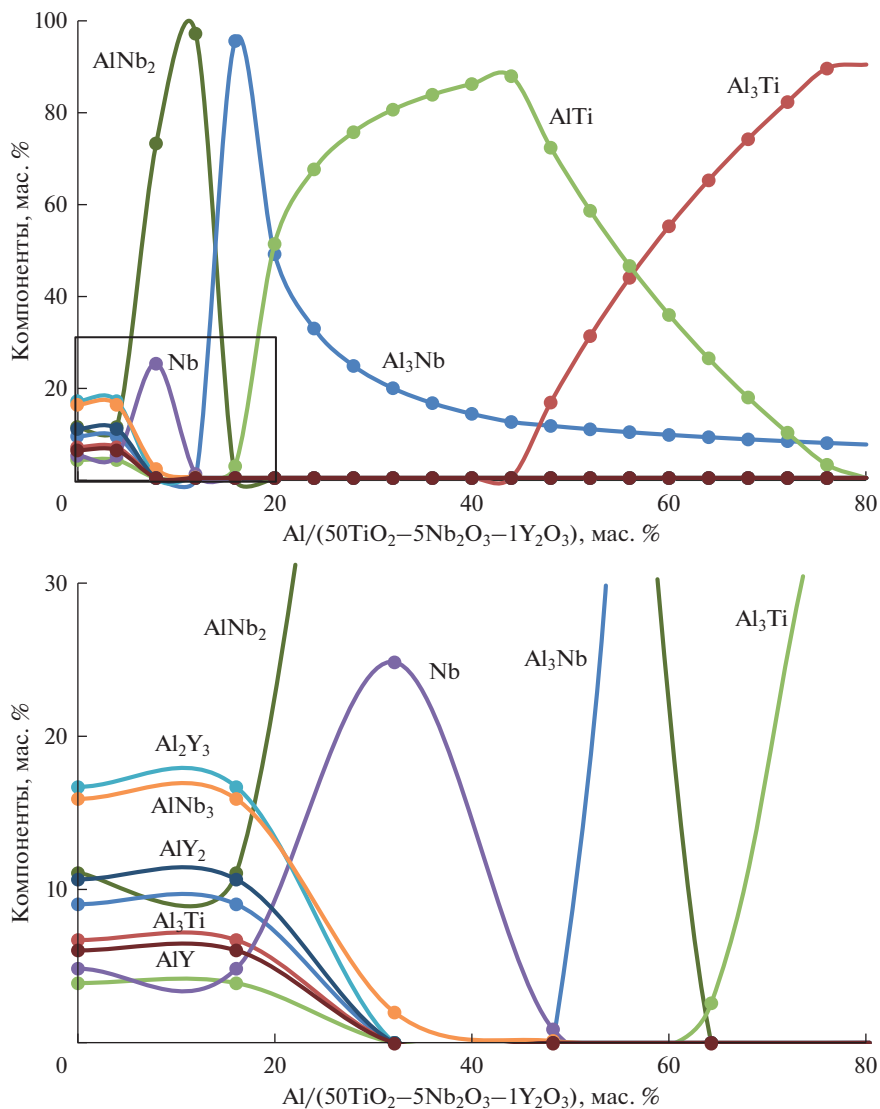 100
80
60
40
20
0
20
40
60
80
Компоненты, мас. %
AlNb₂
Nb
Al₃Nb
AlTi
Al₃Ti
Al/(50TiO₂–5Nb₂O₃–1Y₂O₃), мас. %
30
20
10
0
20
40
60
80
Компоненты, мас. %
AlNb₂
Nb
Al₃Nb
Al₃Ti
Al₂Y₃
AlNb₃
AlY₂
Al₃Ti
AlY
Al/(50TiO₂–5Nb₂O₃–1Y₂O₃), мас. %